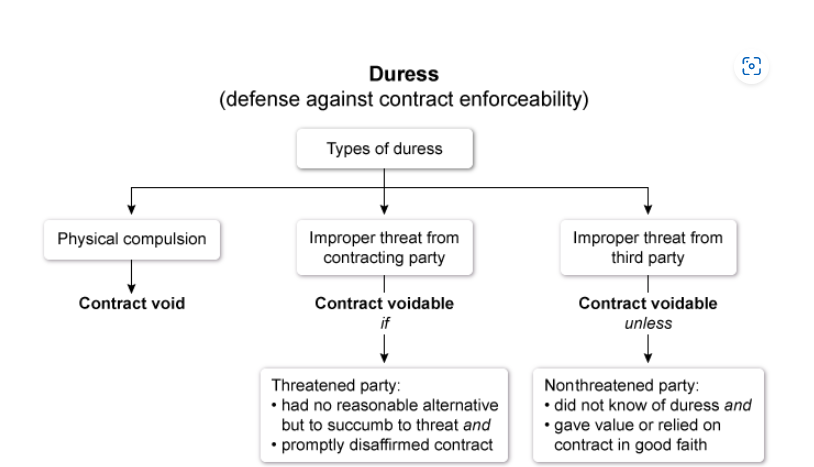 Duress
(defense against contract enforceability)
Types of duress
Physical compulsion
Contract void
Improper threat from
contracting party
Contract voidable
if
Threatened party:
• had no reasonable alternative
but to succumb to threat and
• promptly disaffirmed contract
Improper threat from
third party
Contract voidable
unless
Nonthreatened party:
• did not know of duress and
• gave value or relied on
contract in good faith